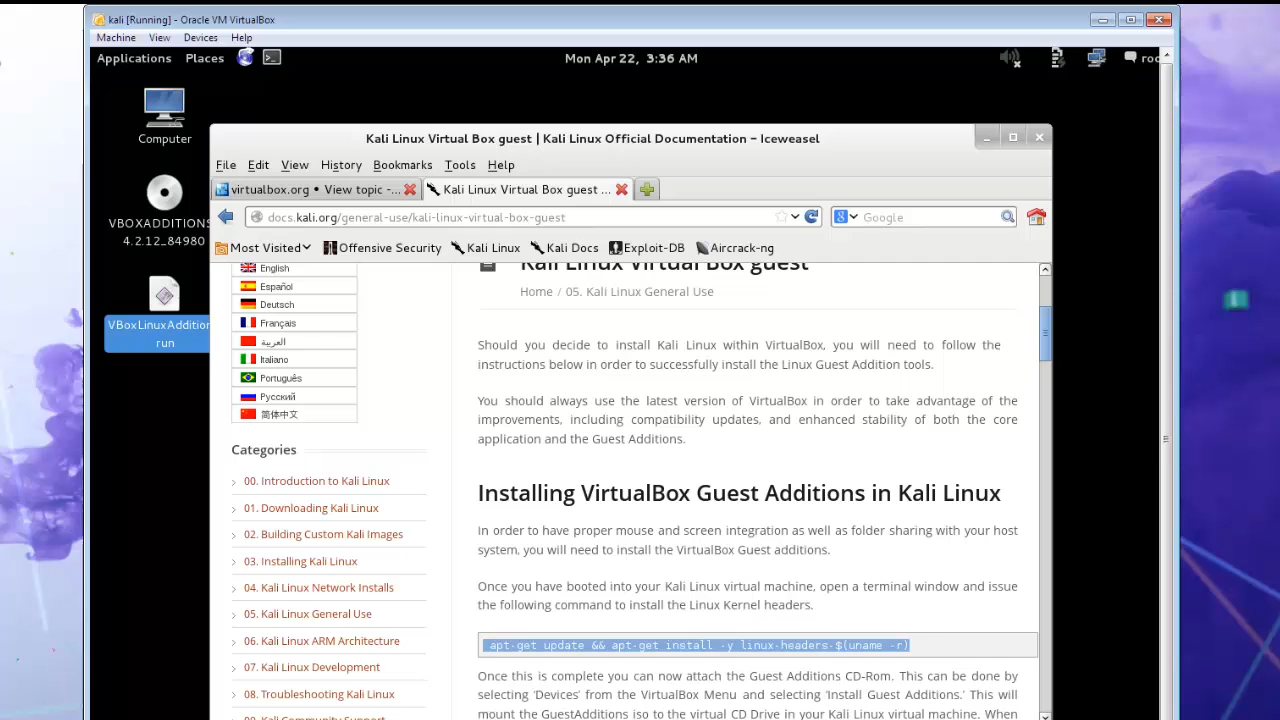 kali [Running] - Oracle VM VirtualBox
Machine View Devices Help
Applications Places Mon Apr 22, 3:36 AM
Computer
VBOXADDITIONS
4.2.12_84980
VBoxLinuxAddition
run
Kali Linux Virtual Box guest | Kali Linux Official Documentation – Iceweasel
File Edit View History Bookmarks Tools Help
virtualbox.org • View topic -... Kali Linux Virtual Box guest ...
docs.kali.org/general-use/kali-linux-virtual-box-guest Google
Most Visited Offensive Security Kali Linux Kali Docs Exploit-DB Aircrack-ng
English
Español
Deutsch
Français
العربية
Italiano
Português
Русский
简体中文
Categories
00. Introduction to Kali Linux
01. Downloading Kali Linux
02. Building Custom Kali Images
03. Installing Kali Linux
04. Kali Linux Network Installs
05. Kali Linux General Use
06. Kali Linux ARM Architecture
07. Kali Linux Development
08. Troubleshooting Kali Linux
09. Kali Community Support
Kali Linux Virtual Box guest
Home / 05. Kali Linux General Use
Should you decide to install Kali Linux within VirtualBox, you will need to follow the
instructions below in order to successfully install the Linux Guest Addition tools.
You should always use the latest version of VirtualBox in order to take advantage of the
improvements, including compatibility updates, and enhanced stability of both the core
application and the Guest Additions.
Installing VirtualBox Guest Additions in Kali Linux
In order to have proper mouse and screen integration as well as folder sharing with your host
system, you will need to install the VirtualBox Guest additions.
Once you have booted into your Kali Linux virtual machine, open a terminal window and issue
the following command to install the Linux Kernel headers.
apt-get update && apt-get install -y linux-headers-$(uname -r)
Once this is complete you can now attach the Guest Additions CD-Rom. This can be done by
selecting ‘Devices’ from the VirtualBox Menu and selecting ‘Install Guest Additions.’ This will
mount the GuestAdditions iso to the virtual CD Drive in your Kali Linux virtual machine. When